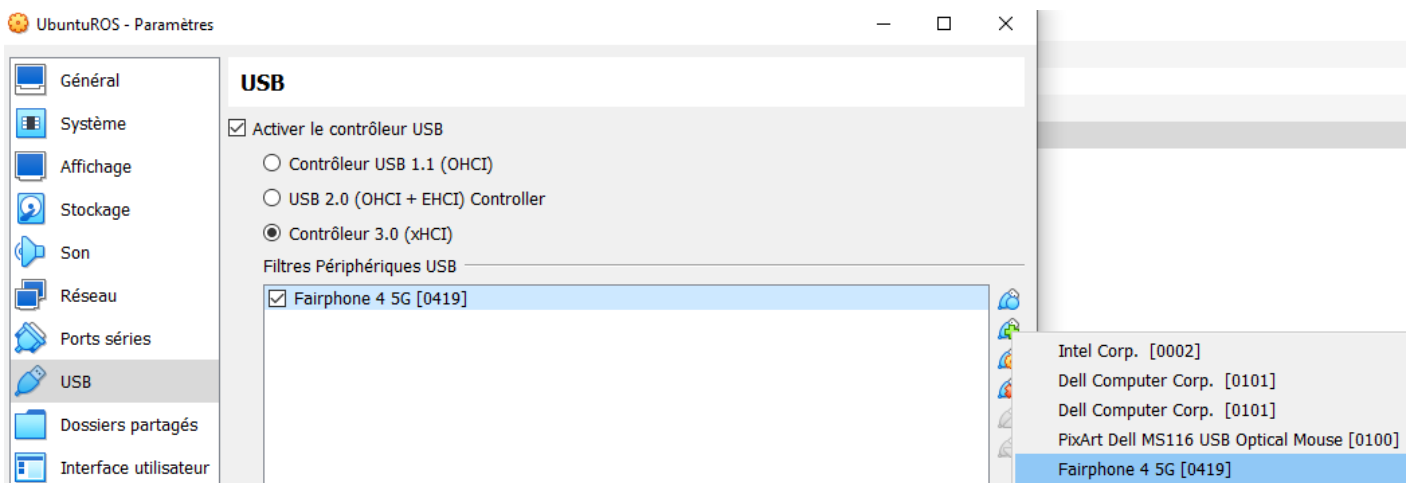 UbuntuROS - Paramètres
Général
Système
Affichage
Stockage
Son
Réseau
Ports séries
USB
Dossiers partagés
Interface utilisateur
USB
Activer le contrôleur USB
Contrôleur USB 1.1 (OHCI)
USB 2.0 (OHCI + EHCI) Controller
Contrôleur 3.0 (xHCI)
Filtres Périphériques USB
Fairphone 4 5G [0419]
Intel Corp. [0002]
Dell Computer Corp. [0101]
Dell Computer Corp. [0101]
PixArt Dell MS116 USB Optical Mouse [0100]
Fairphone 4 5G [0419]